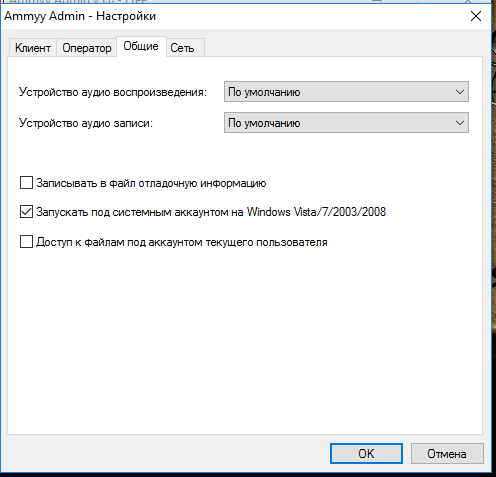 Ammyy Admin - Настройки
Клиент Оператор Общие Сеть
Устройство аудио воспроизведения: По умолчанию
Устройство аудио записи: По умолчанию
Записывать в файл отладочную информацию
Запускать под системным аккаунтом на Windows Vista/7/2003/2008
Доступ к файлам под аккаунтом текущего пользователя
OK Отмена